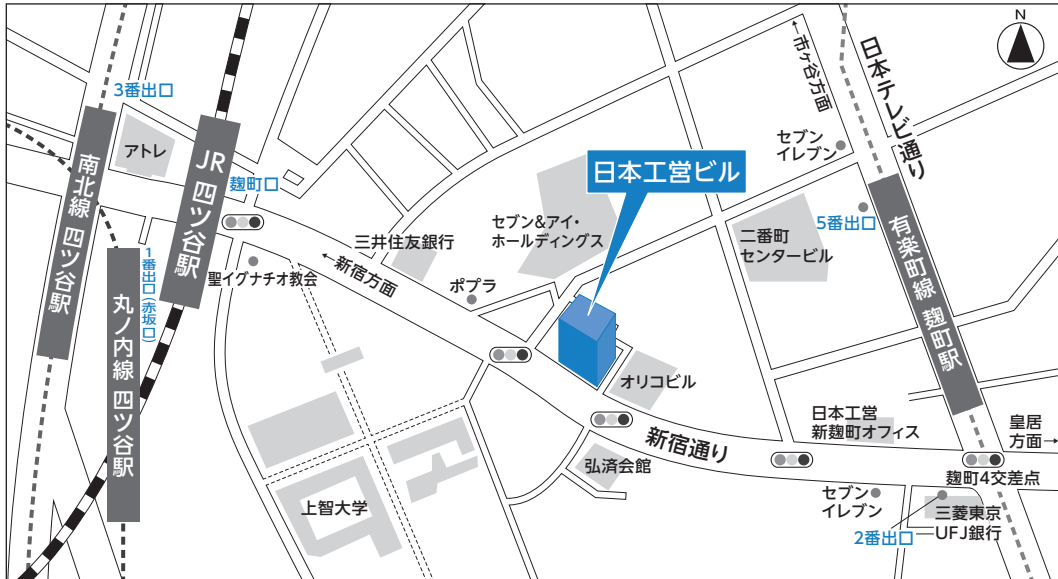 N
日本テレビ通り
←市ヶ谷方面
3番出口
アトレ
セブン
イレブン
南北線 四ツ谷駅
JR 四ツ谷駅
麹町口
日本工営ビル
5番出口
有楽町線 麹町駅
セブン&アイ・
ホールディングス
二番町
センタービル
三井住友銀行
←新宿方面
聖イグナチオ教会
ポプラ
1番出口(赤坂口)
丸ノ内線 四ツ谷駅
オリコビル
日本工営
新麹町オフィス
皇居
方面→
新宿通り
弘済会館
麹町4交差点
上智大学
セブン
イレブン
三菱東京
UFJ銀行
2番出口